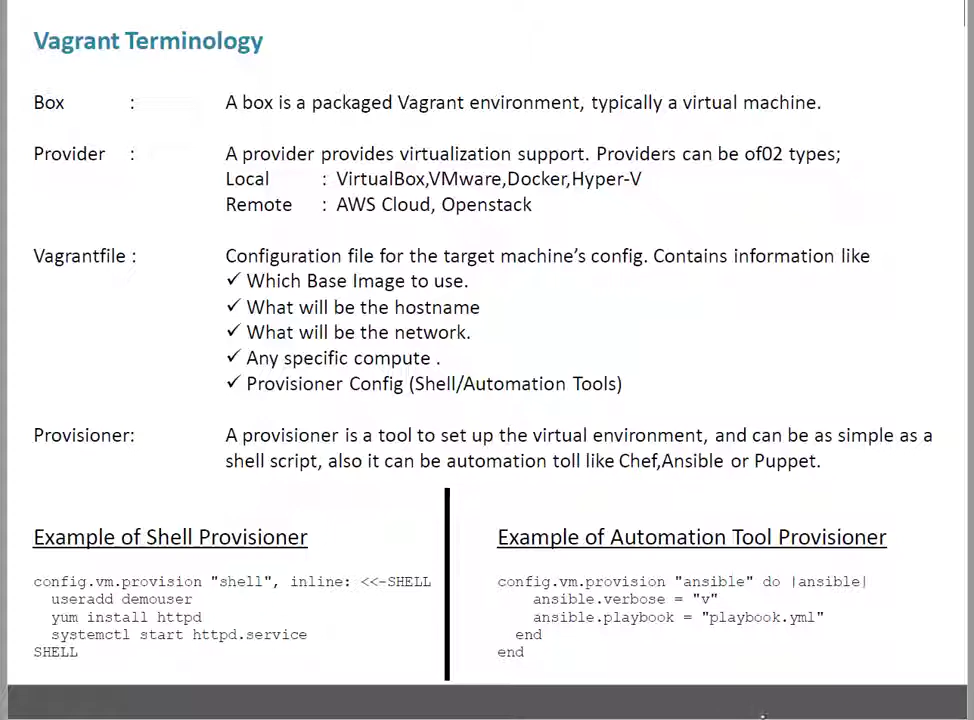 Vagrant Terminology
Box : A box is a packaged Vagrant environment, typically a virtual machine.
Provider : A provider provides virtualization support. Providers can be of02 types;
Local : VirtualBox,VMware,Docker,Hyper-V
Remote : AWS Cloud, Openstack
Vagrantfile : Configuration file for the target machine’s config. Contains information like
✓ Which Base Image to use.
✓ What will be the hostname
✓ What will be the network.
✓ Any specific compute .
✓ Provisioner Config (Shell/Automation Tools)
Provisioner: A provisioner is a tool to set up the virtual environment, and can be as simple as a
shell script, also it can be automation toll like Chef,Ansible or Puppet.
Example of Shell Provisioner
config.vm.provision "shell", inline: <<-SHELL
useradd demouser
yum install httpd
systemctl start httpd.service
SHELL
Example of Automation Tool Provisioner
config.vm.provision "ansible" do |ansible|
ansible.verbose = "v"
ansible.playbook = "playbook.yml"
end
end